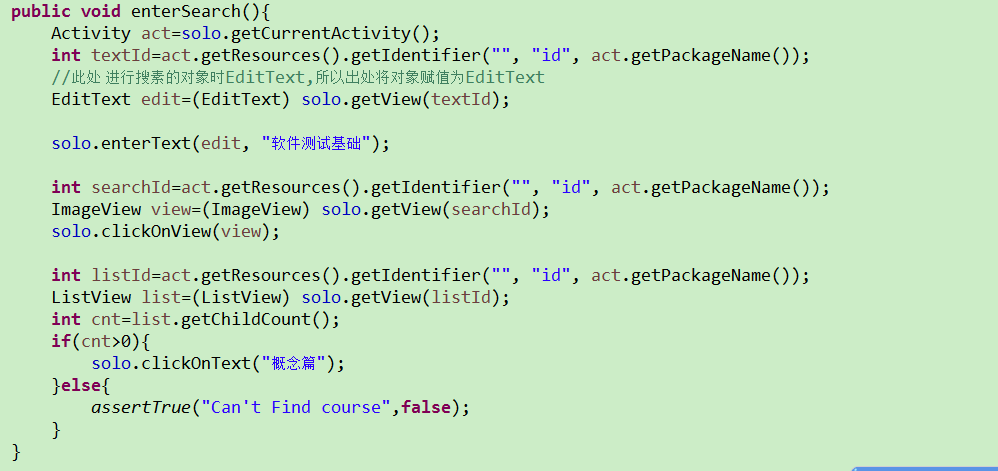 public void enterSearch(){
Activity act=solo.getCurrentActivity();
int textId=act.getResources().getIdentifier("", "id", act.getPackageName());
//此处 进行搜素的对象时EditText,所以出处将对象赋值为EditText
EditText edit=(EditText) solo.getView(textId);
solo.enterText(edit, "软件测试基础");
int searchId=act.getResources().getIdentifier("", "id", act.getPackageName());
ImageView view=(ImageView) solo.getView(searchId);
solo.clickOnView(view);
int listId=act.getResources().getIdentifier("", "id", act.getPackageName());
ListView list=(ListView) solo.getView(listId);
int cnt=list.getChildCount();
if(cnt>0){
solo.clickOnText("概念篇");
}else{
assertTrue("Can't Find course",false);
}
}